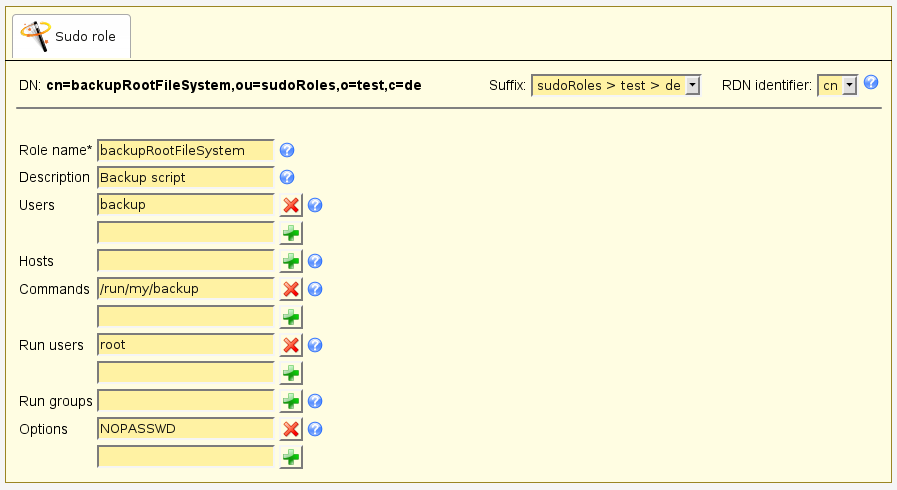 Sudo role
DN: cn=backupRootFileSystem,ou=sudoRoles,o=test,c=de Suffix: sudoRoles > test > de RDN identifier: cn
Role name* backupRootFileSystem
Description Backup script
Users backup
Hosts
Commands /run/my/backup
Run users root
Run groups
Options NOPASSWD